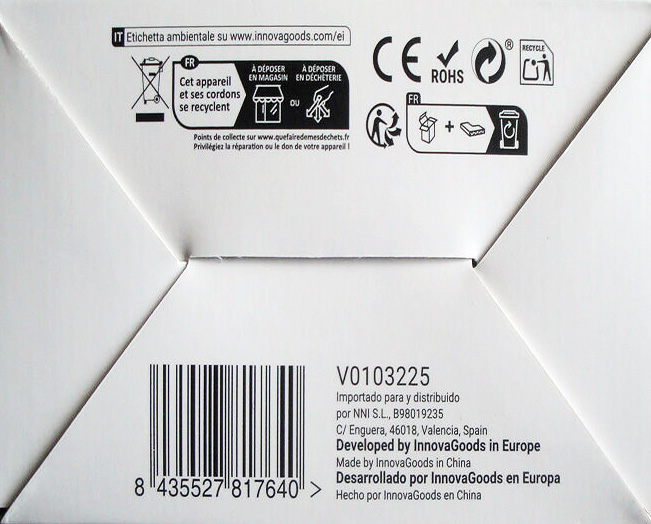 IT Etichetta ambientale su www.innovagoods.com/ei
FR
Cet appareil
et ses cordons
se recyclent
À DÉPOSER
EN MAGASIN
OU
À DÉPOSER
EN DÉCHÈTERIE
Points de collecte sur www.quefairedemesdechets.fr
Privilégiez la réparation ou le don de votre appareil !
CE
ROHS
®
RECYCLE
FR
+
V0103225
Importado para y distribuido
por NNI S.L., B98019235
C/ Enguera, 46018, Valencia, Spain
Developed by InnovaGoods in Europe
Made by InnovaGoods in China
Desarrollado por InnovaGoods en Europa
Hecho por InnovaGoods en China
8 435527 817640 >